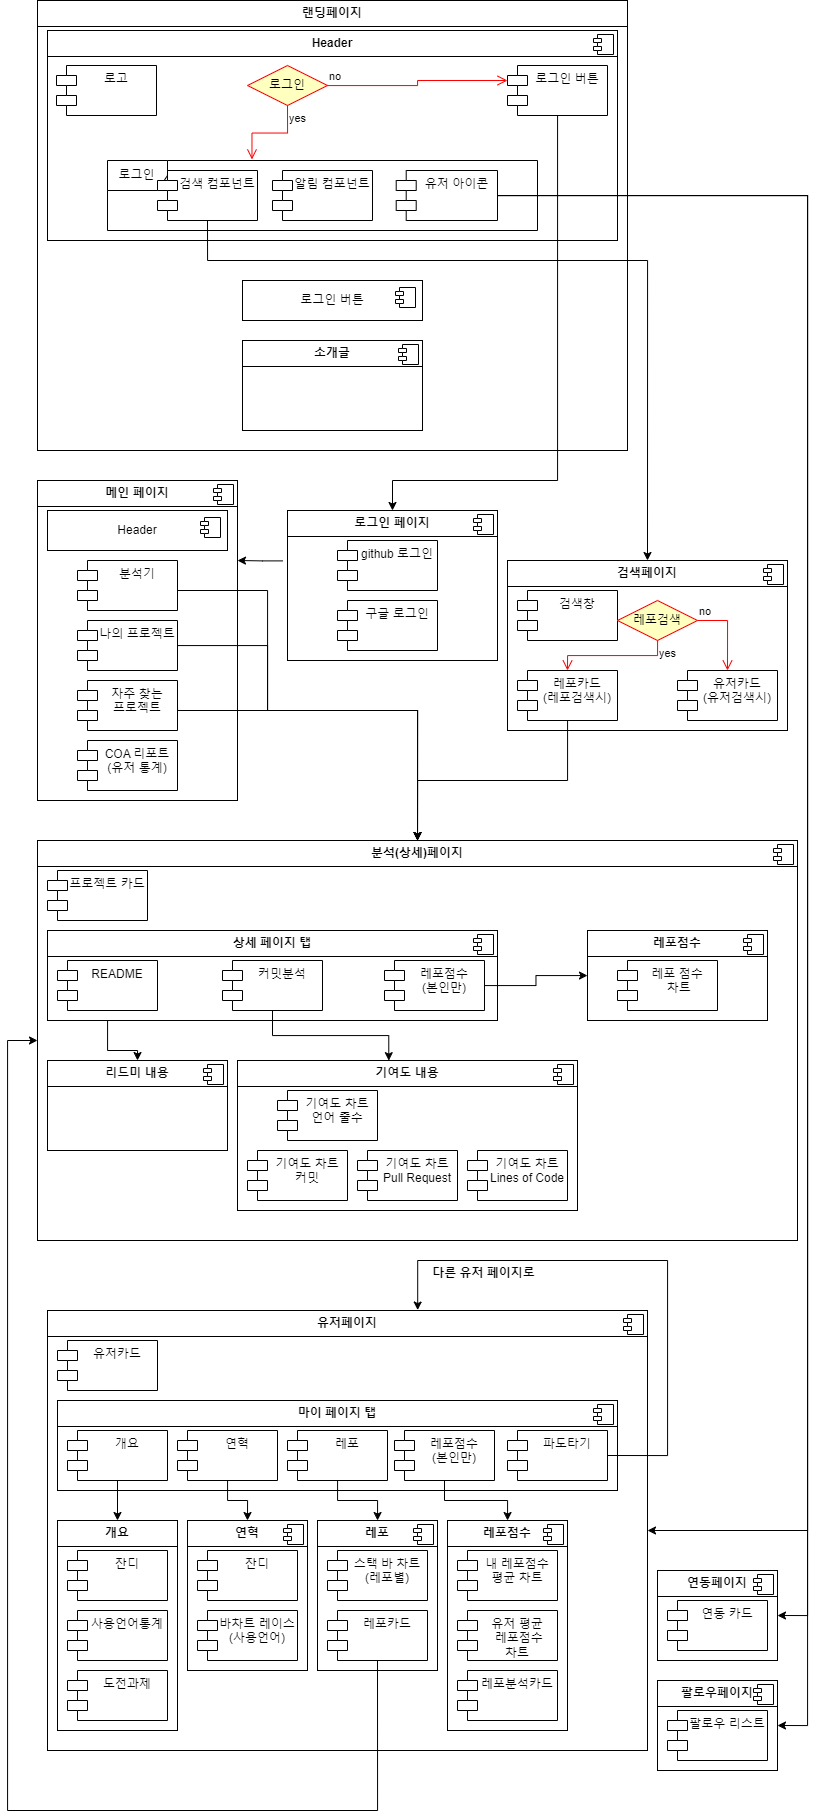 랜딩페이지
Header
로고
로그인
no
로그인 버튼
yes
로그인
검색 컴포넌트
알림 컴포넌트
유저 아이콘
로그인 버튼
소개글
메인 페이지
Header
분석기
나의 프로젝트
자주 찾는
프로젝트
COA 리포트
(유저 통계)
로그인 페이지
github 로그인
구글 로그인
검색페이지
검색창
레포검색
no
yes
레포카드
(레포검색시)
유저카드
(유저검색시)
분석(상세)페이지
프로젝트 카드
상세 페이지 탭
README
커밋분석
레포점수
(본인만)
레포점수
레포 점수
차트
리드미 내용
기여도 내용
기여도 차트
언어 줄수
기여도 차트
커밋
기여도 차트
Pull Request
기여도 차트
Lines of Code
다른 유저 페이지로
유저페이지
유저카드
마이 페이지 탭
개요
연혁
레포
레포점수
(본인만)
파도타기
개요
잔디
사용언어통계
도전과제
연혁
잔디
바차트 레이스
(사용언어)
레포
스택 바 차트
(레포별)
레포카드
레포점수
내 레포점수
평균 차트
유저 평균
레포점수
차트
레포분석카드
연동페이지
연동 카드
팔로우페이지
팔로우 리스트